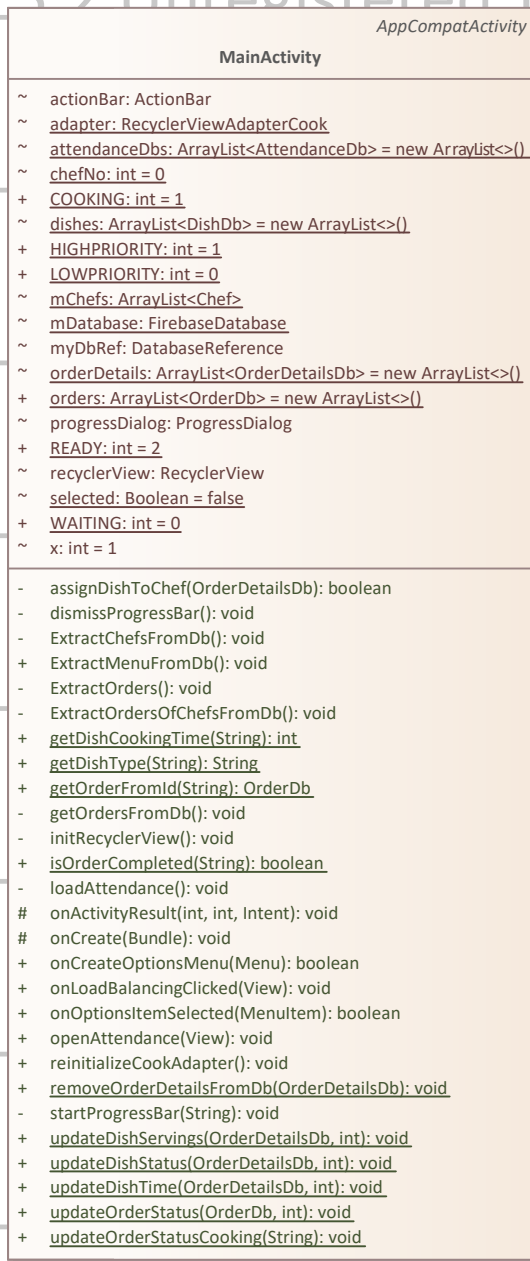 Unregistered
AppCompatActivity
MainActivity
~ actionBar: ActionBar
~ adapter: RecyclerViewAdapterCook
~ attendanceDbs: ArrayList<AttendanceDb> = new ArrayList<>()
~ chefNo: int = 0
+ COOKING: int = 1
~ dishes: ArrayList<DishDb> = new ArrayList<>()
+ HIGHPRIORITY: int = 1
+ LOWPRIORITY: int = 0
~ mChefs: ArrayList<Chef>
~ mDatabase: FirebaseDatabase
~ myDbRef: DatabaseReference
~ orderDetails: ArrayList<OrderDetailsDb> = new ArrayList<>()
+ orders: ArrayList<OrderDb> = new ArrayList<>()
~ progressDialog: ProgressDialog
+ READY: int = 2
~ recyclerView: RecyclerView
~ selected: Boolean = false
+ WAITING: int = 0
~ x: int = 1
- assignDishToChef(OrderDetailsDb): boolean
- dismissProgressBar(): void
- ExtractChefsFromDb(): void
+ ExtractMenuFromDb(): void
- ExtractOrders(): void
- ExtractOrdersOfChefsFromDb(): void
+ getDishCookingTime(String): int
+ getDishType(String): String
+ getOrderFromId(String): OrderDb
- getOrdersFromDb(): void
- initRecyclerView(): void
+ isOrderCompleted(String): boolean
- loadAttendance(): void
# onActivityResult(int, int, Intent): void
# onCreate(Bundle): void
+ onCreateOptionsMenu(Menu): boolean
+ onLoadBalancingClicked(View): void
+ onOptionsItemSelected(MenuItem): boolean
+ openAttendance(View): void
+ reinitializeCookAdapter(): void
+ removeOrderDetailsFromDb(OrderDetailsDb): void
- startProgressBar(String): void
+ updateDishServings(OrderDetailsDb, int): void
+ updateDishStatus(OrderDetailsDb, int): void
+ updateDishTime(OrderDetailsDb, int): void
+ updateOrderStatus(OrderDb, int): void
+ updateOrderStatusCooking(String): void